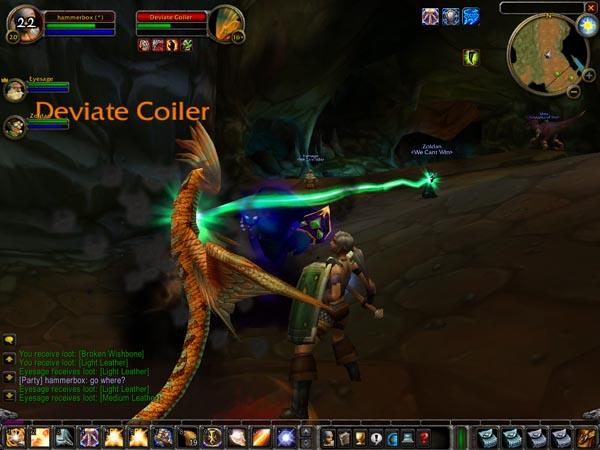 22
hammerbox (*)
20
Deviate Coiler
16+
Eyesage
Zoldan
Deviate Coiler
Zoldan
<We Cant Win>
You receive loot: [Broken Wishbone]
You receive loot: [Light Leather]
Eyesage receives loot: [Light Leather]
[Party] hammerbox: go where?
Eyesage receives loot: [Light Leather]
Eyesage receives loot: [Medium Leather]
N